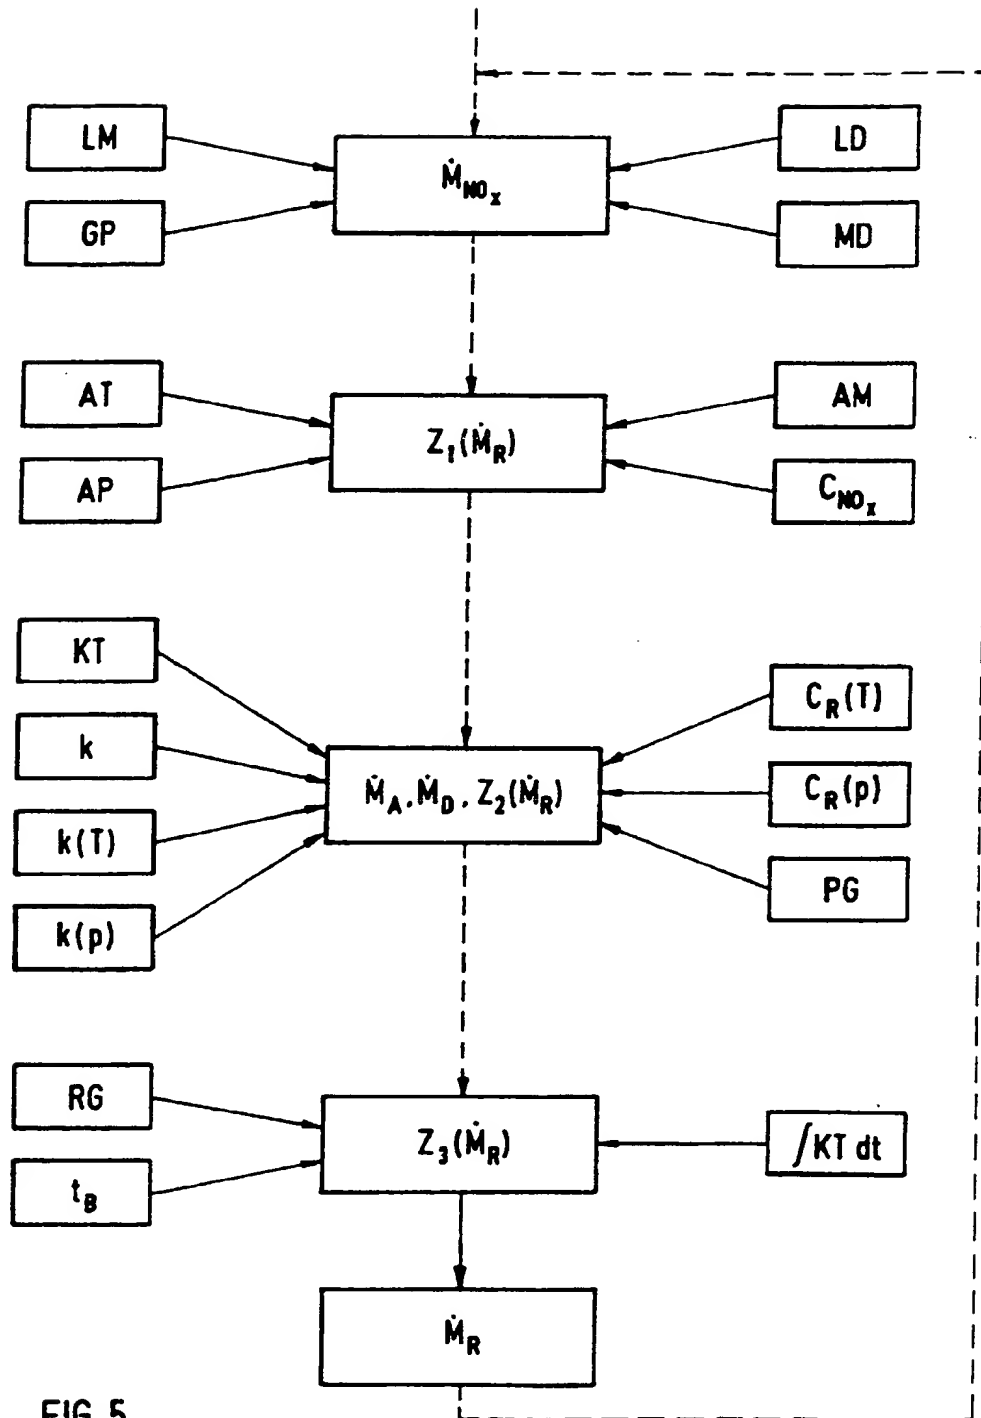 LM
LD
Ṁ_NOx
GP
MD
AT
AM
Z₁(Ṁ_R)
AP
C_NOx
KT
C_R(T)
k
Ṁ_A, Ṁ_D, Z₂(Ṁ_R)
C_R(p)
k(T)
PG
k(p)
RG
Z₃(Ṁ_R)
∫KT dt
t_B
Ṁ_R
FIG. 5